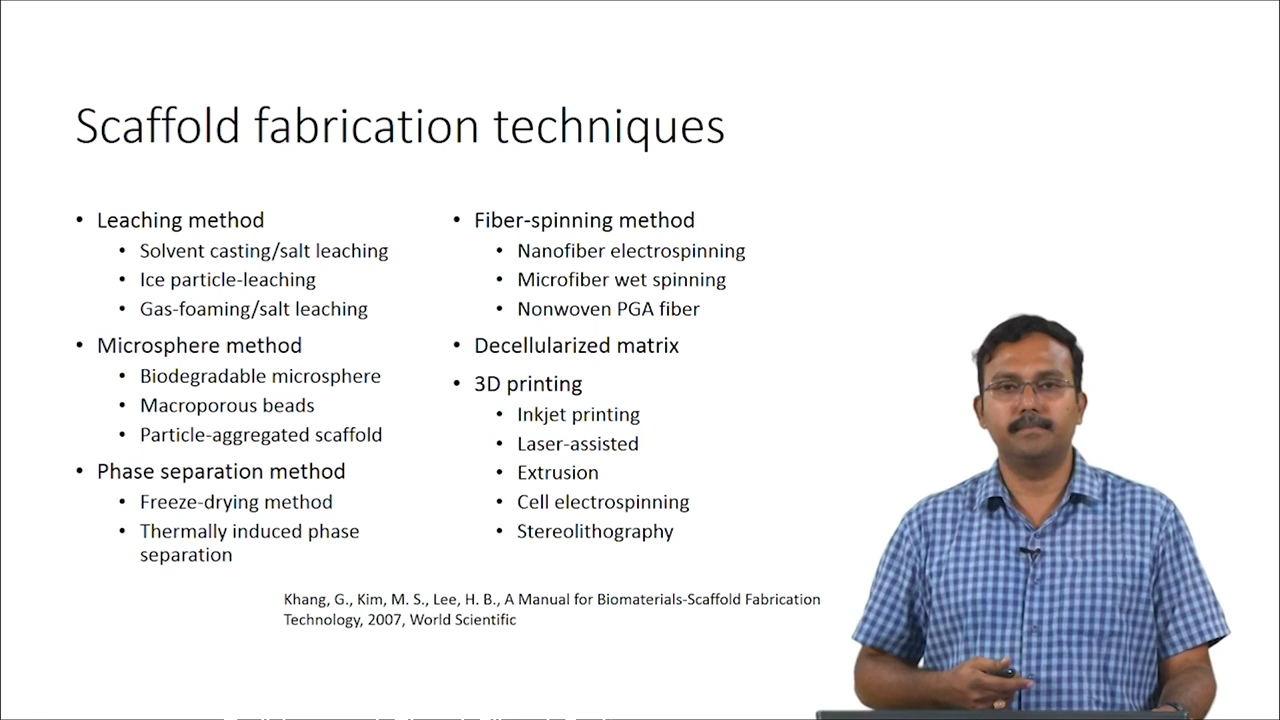 Scaffold fabrication techniques
• Leaching method
• Solvent casting/salt leaching
• Ice particle-leaching
• Gas-foaming/salt leaching
• Microsphere method
• Biodegradable microsphere
• Macroporous beads
• Particle-aggregated scaffold
• Phase separation method
• Freeze-drying method
• Thermally induced phase
separation
• Fiber-spinning method
• Nanofiber electrospinning
• Microfiber wet spinning
• Nonwoven PGA fiber
• Decellularized matrix
• 3D printing
• Inkjet printing
• Laser-assisted
• Extrusion
• Cell electrospinning
• Stereolithography
Khang, G., Kim, M. S., Lee, H. B., A Manual for Biomaterials-Scaffold Fabrication
Technology, 2007, World Scientific